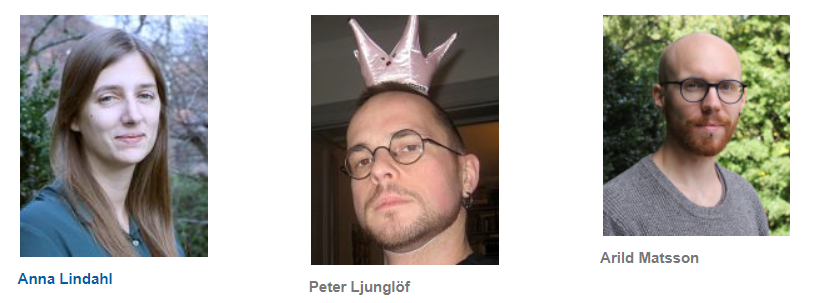 Anna Lindahl
Peter Ljunglöf
Arild Matsson